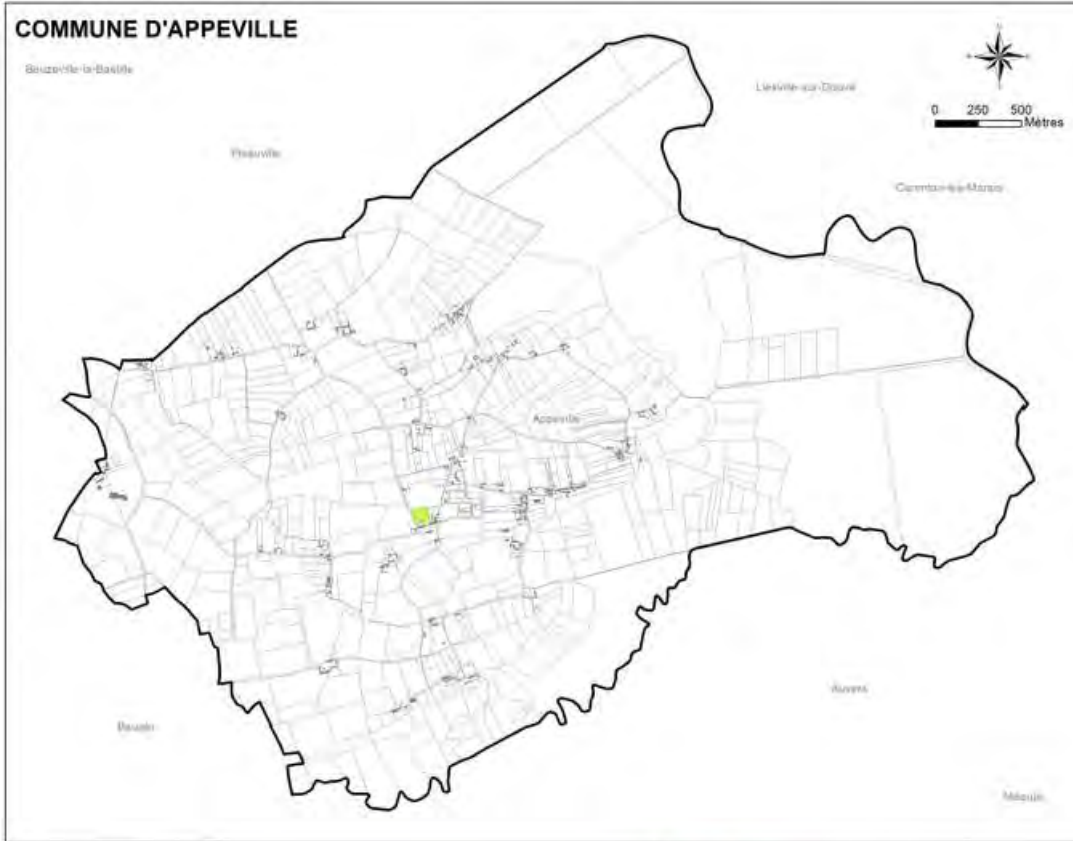 COMMUNE D'APPEVILLE
Beuzeville-la-Bastille
Liesville-sur-Douve
0 250 500
Mètres
Picauville
Carentan-les-Marais
Appeville
Auvers
Baupte
Méautis